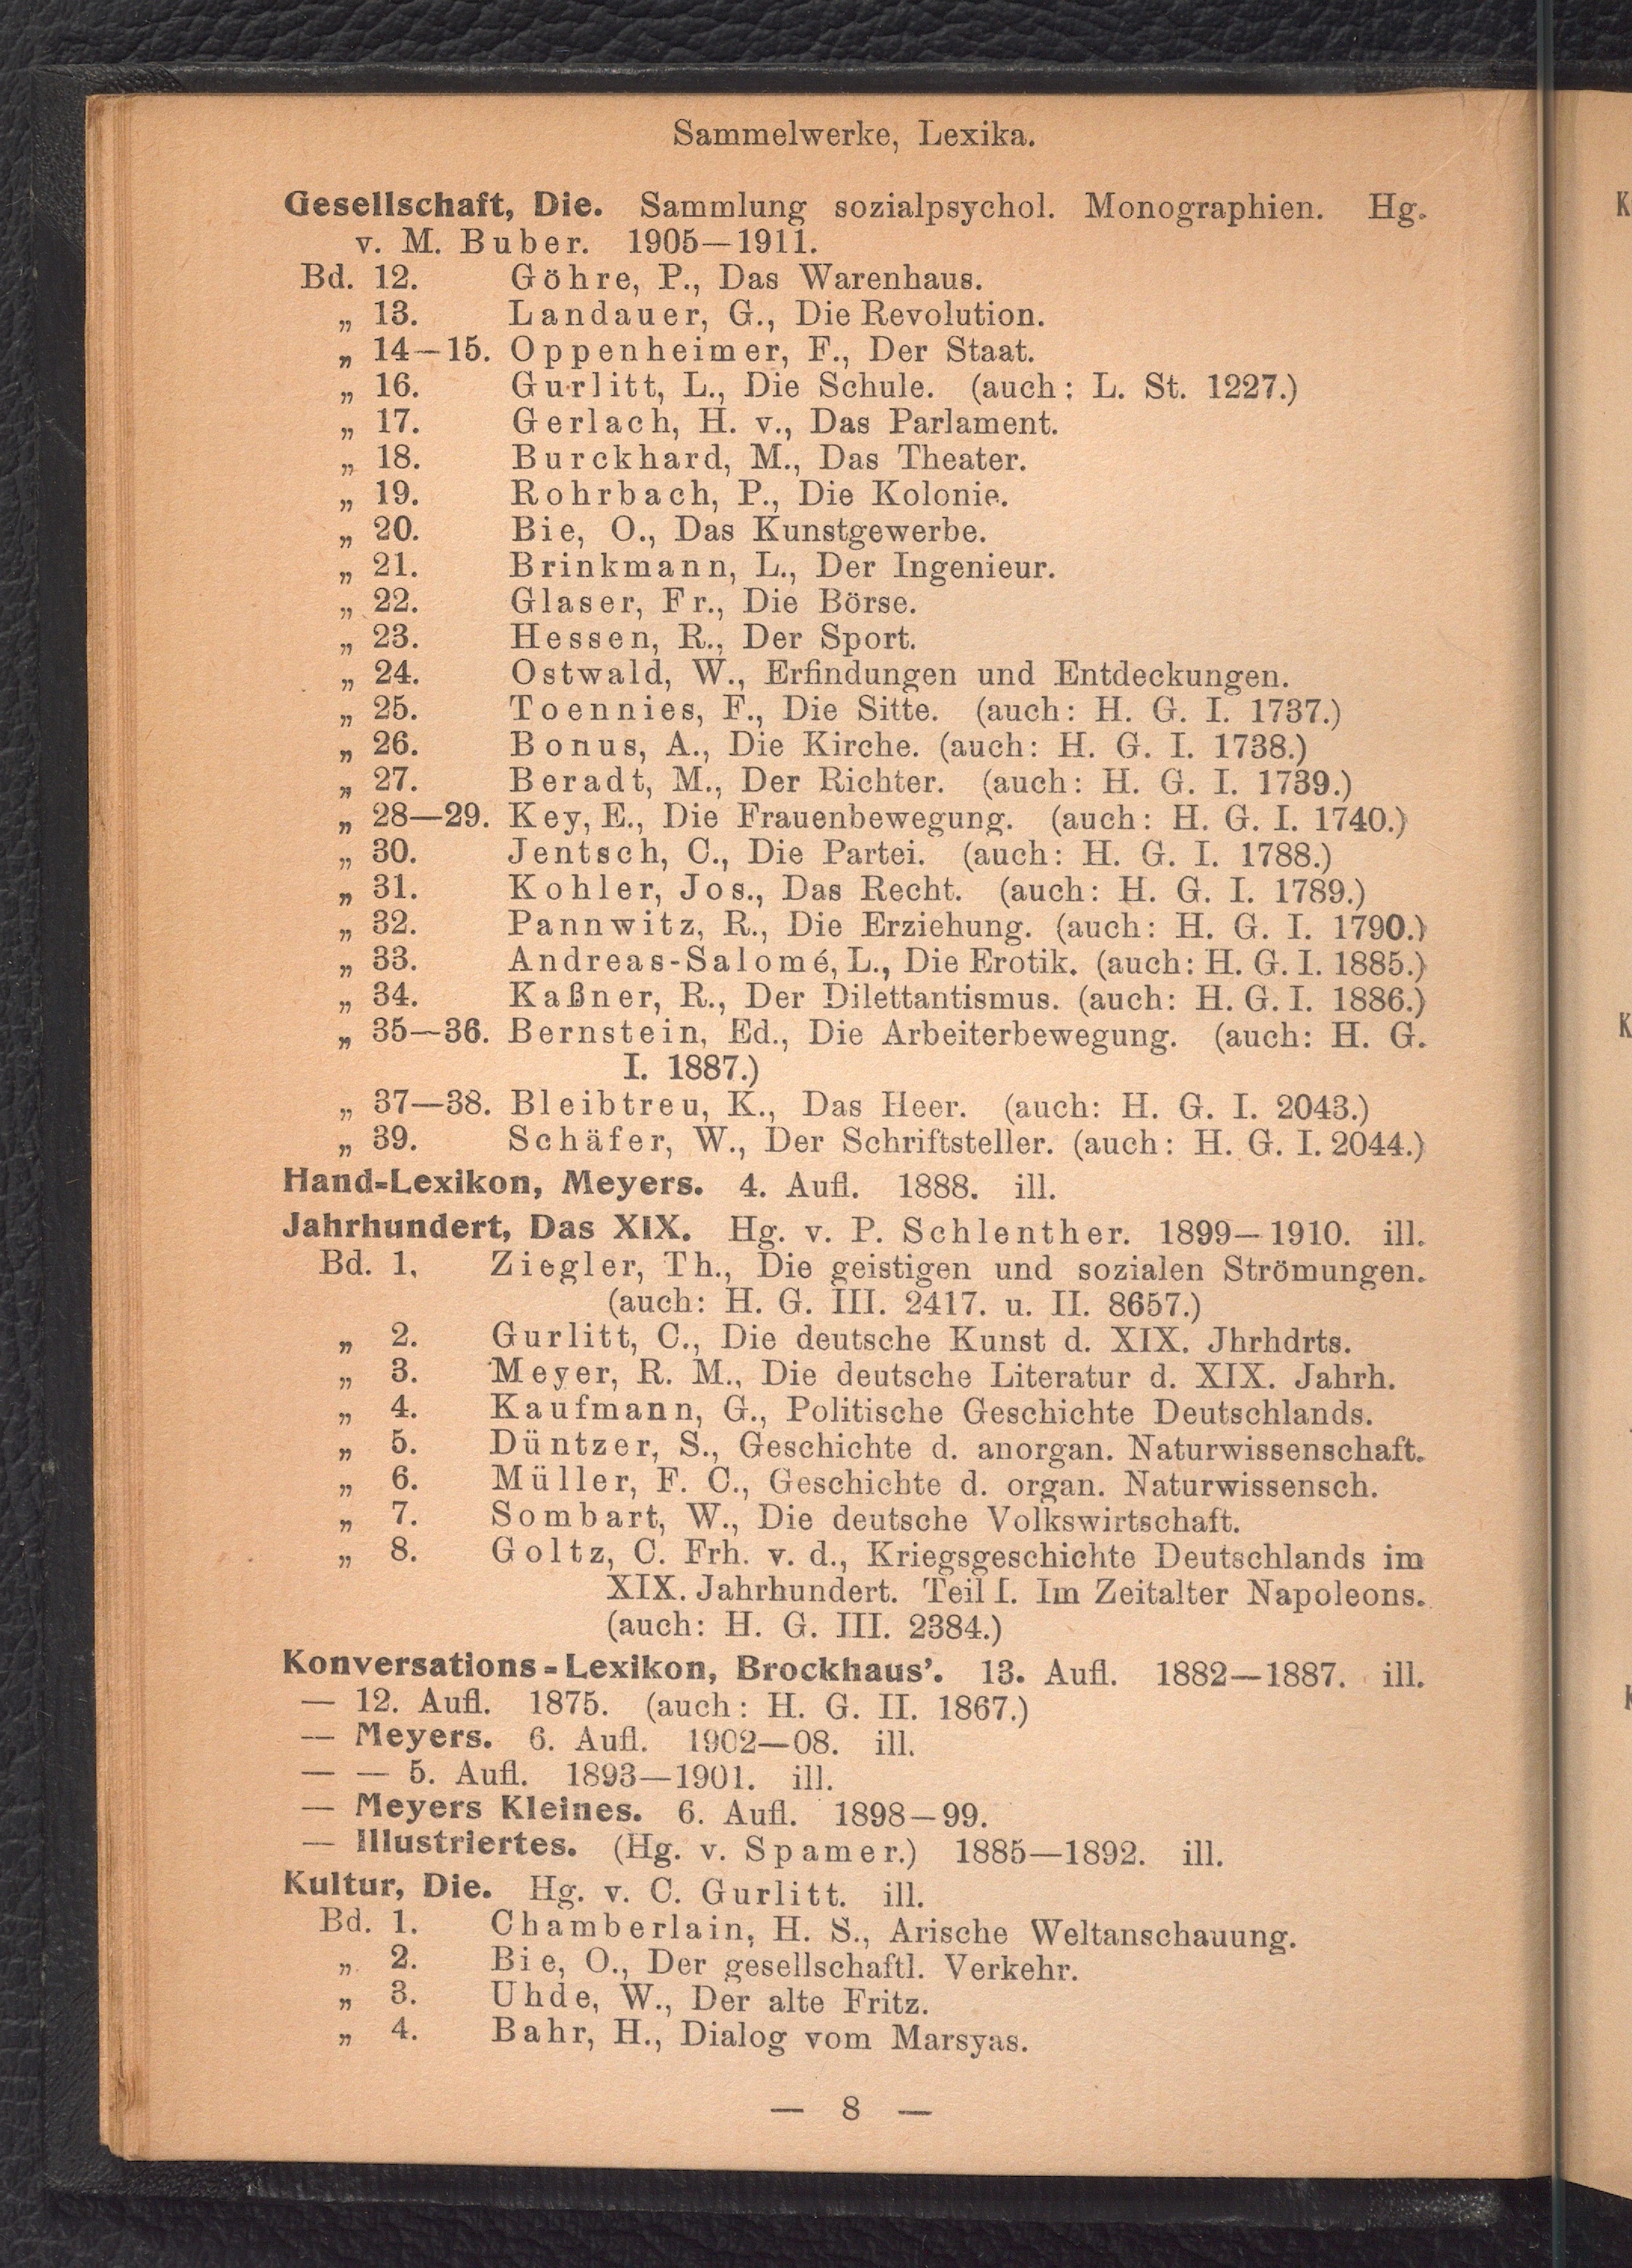 Sammelwerke, Lexika.
Gesellschaft, Die. Sammlung sozialpsychol. Monographien. Hg.
v. M. Buber. 1905—1911.
Bd. 12. Göhre, P., Das Warenhaus.
„ 13. Landauer, G., Die Revolution.
„ 14—15. Oppenheimer, F., Der Staat.
„ 16. Gurlitt, L., Die Schule. (auch: L. St. 1227.)
„ 17. Gerlach, H. v., Das Parlament.
„ 18. Burckhard, M., Das Theater.
„ 19. Rohrbach, P., Die Kolonie.
„ 20. Bie, O., Das Kunstgewerbe.
„ 21. Brinkmann, L., Der Ingenieur.
„ 22. Glaser, Fr., Die Börse.
„ 23. Hessen, R., Der Sport.
„ 24. Ostwald, W., Erfindungen und Entdeckungen.
„ 25. Toennies, F., Die Sitte. (auch: H. G. I. 1737.)
„ 26. Bonus, A., Die Kirche. (auch: H. G. I. 1738.)
„ 27. Beradt, M., Der Richter. (auch: H. G. I. 1739.)
„ 28—29. Key, E., Die Frauenbewegung. (auch: H. G. I. 1740.)
„ 30. Jentsch, C., Die Partei. (auch: H. G. I. 1788.)
„ 31. Kohler, Jos., Das Recht. (auch: H. G. I. 1789.)
„ 32. Pannwitz, R., Die Erziehung. (auch: H. G. I. 1790.)
„ 33. Andreas-Salomé, L., Die Erotik. (auch: H. G. I. 1885.)
„ 34. Kaßner, R., Der Dilettantismus. (auch: H. G. I. 1886.)
„ 35—36. Bernstein, Ed., Die Arbeiterbewegung. (auch: H. G.
I. 1887.)
„ 37—38. Bleibtreu, K., Das Heer. (auch: H. G. I. 2043.)
„ 39. Schäfer, W., Der Schriftsteller. (auch: H. G. I. 2044.)
Hand-Lexikon, Meyers. 4. Aufl. 1888. ill.
Jahrhundert, Das XIX. Hg. v. P. Schlenther. 1899—1910. ill.
Bd. 1. Ziegler, Th., Die geistigen und sozialen Strömungen.
(auch: H. G. III. 2417. u. II. 8657.)
„ 2. Gurlitt, C., Die deutsche Kunst d. XIX. Jhrhdrts.
„ 3. Meyer, R. M., Die deutsche Literatur d. XIX. Jahrh.
„ 4. Kaufmann, G., Politische Geschichte Deutschlands.
„ 5. Düntzer, S., Geschichte d. anorgan. Naturwissenschaft.
„ 6. Müller, F. C., Geschichte d. organ. Naturwissensch.
„ 7. Sombart, W., Die deutsche Volkswirtschaft.
„ 8. Goltz, C. Frh. v. d., Kriegsgeschichte Deutschlands im
XIX. Jahrhundert. Teil I. Im Zeitalter Napoleons.
(auch: H. G. III. 2384.)
Konversations-Lexikon, Brockhaus'. 13. Aufl. 1882—1887. ill.
— 12. Aufl. 1875. (auch: H. G. II. 1867.)
— Meyers. 6. Aufl. 1902—08. ill.
— — 5. Aufl. 1893—1901. ill.
— Meyers Kleines. 6. Aufl. 1898—99.
— Illustriertes. (Hg. v. Spamer.) 1885—1892. ill.
Kultur, Die. Hg. v. C. Gurlitt. ill.
Bd. 1. Chamberlain, H. S., Arische Weltanschauung.
„ 2. Bie, O., Der gesellschaftl. Verkehr.
„ 3. Uhde, W., Der alte Fritz.
„ 4. Bahr, H., Dialog vom Marsyas.
— 8 —